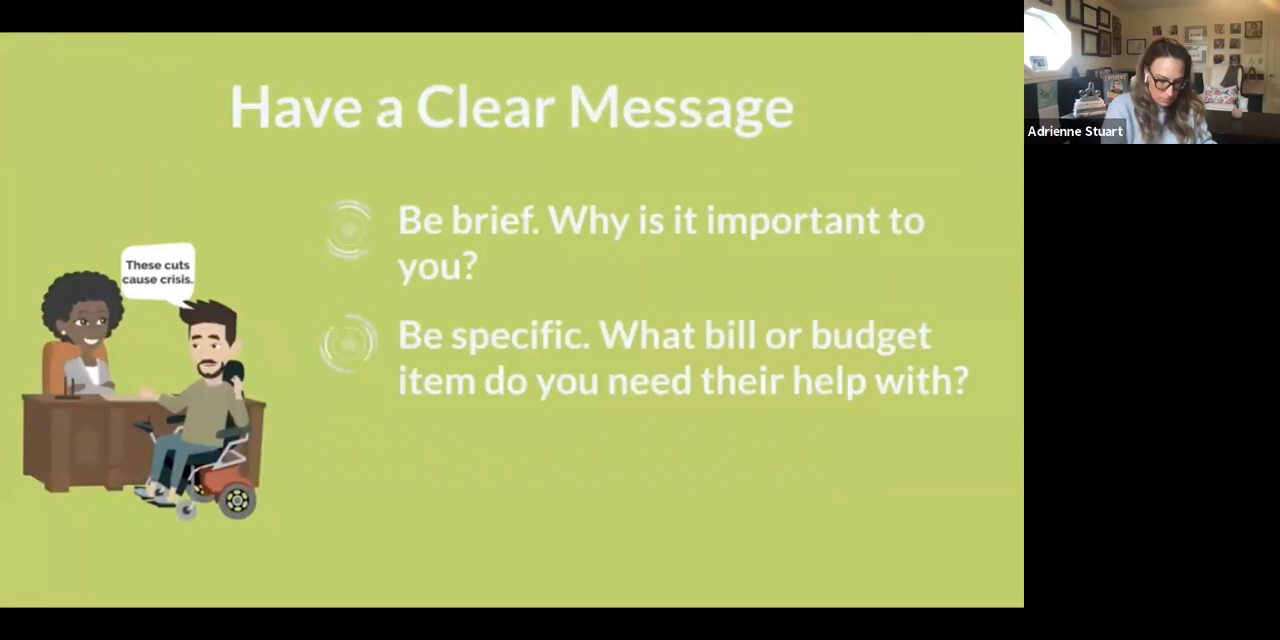 Have a Clear Message
Be brief. Why is it important to
you?
Be specific. What bill or budget
item do you need their help with?
These cuts
cause crisis.
Adrienne Stuart